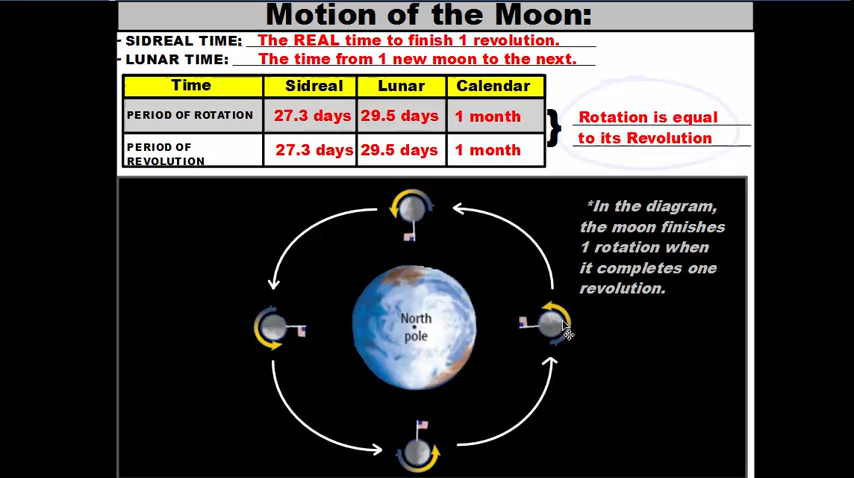 Motion of the Moon:
- SIDREAL TIME: The REAL time to finish 1 revolution.
- LUNAR TIME: The time from 1 new moon to the next.
Time Sidreal Lunar Calendar
PERIOD OF ROTATION 27.3 days 29.5 days 1 month
PERIOD OF
REVOLUTION 27.3 days 29.5 days 1 month
} Rotation is equal
to its Revolution
*In the diagram,
the moon finishes
1 rotation when
it completes one
revolution.
North
pole